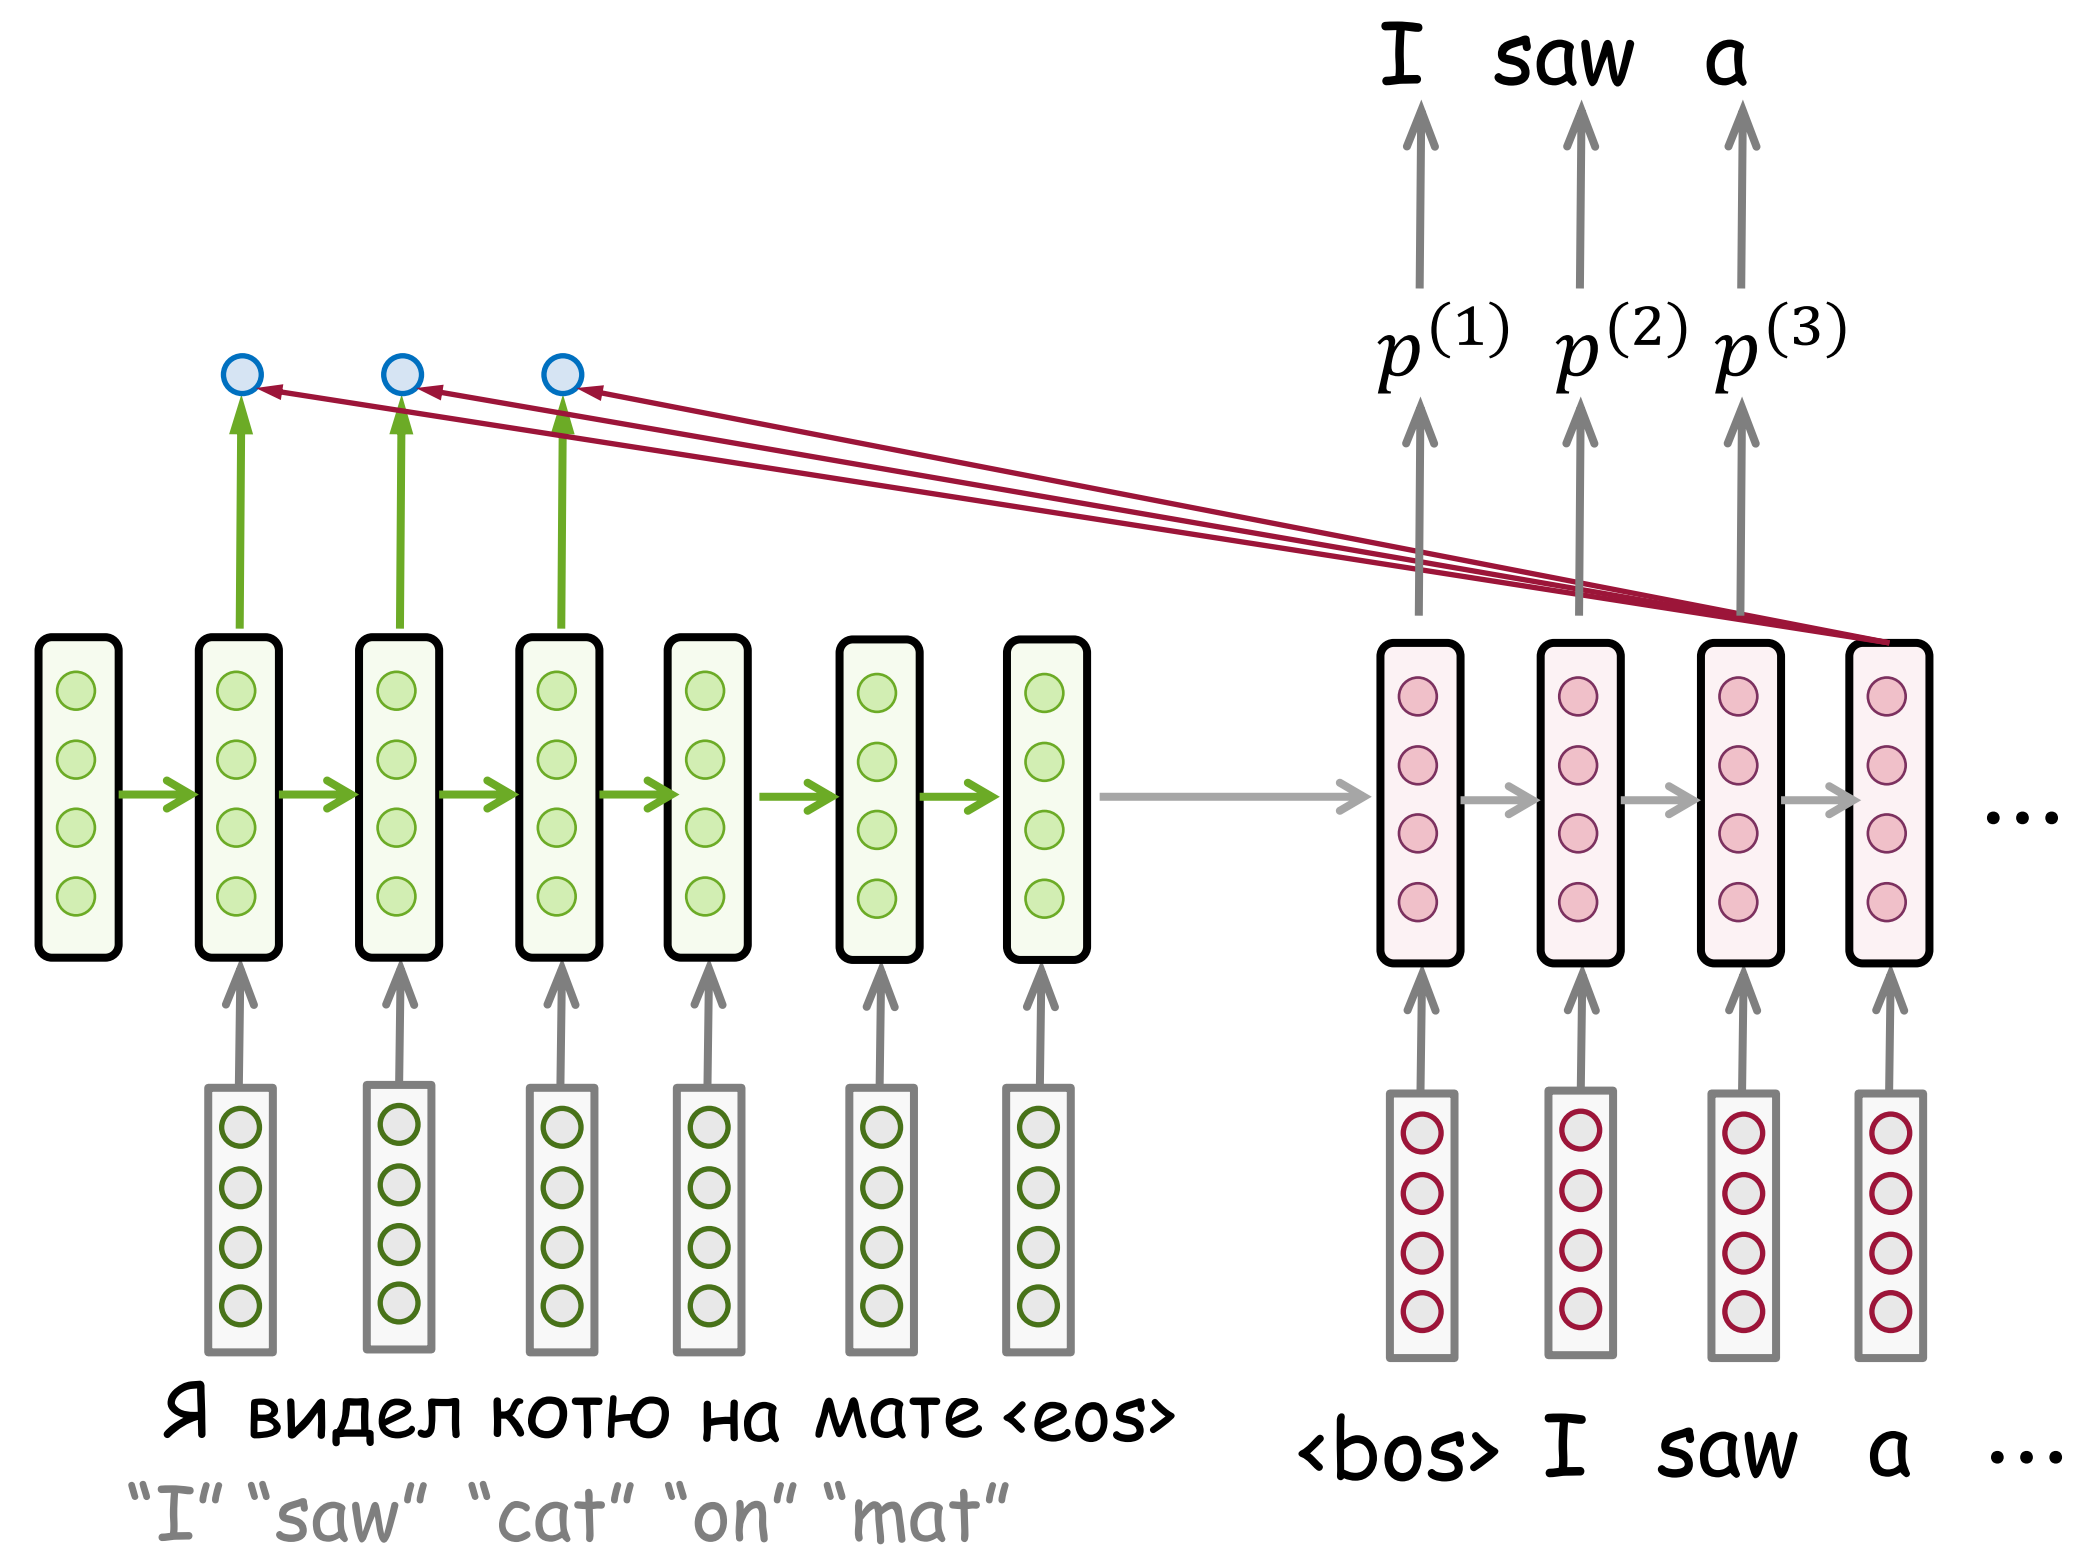 I saw a
p(1) p(2) p(3)
...
Я видел котю на мате <eos>
<bos> I saw a ...
“I“ “saw“ “cat“ “on“ “mat“